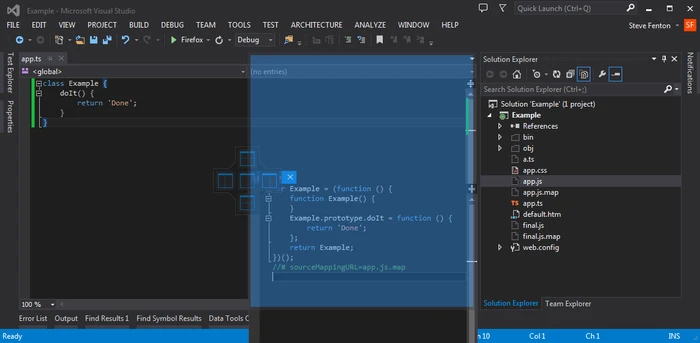 Example - Microsoft Visual Studio
Quick Launch (Ctrl+Q)
FILE EDIT VIEW PROJECT BUILD DEBUG TEAM TOOLS TEST ARCHITECTURE ANALYZE WINDOW HELP
Steve Fenton SF
Firefox Debug
Test Explorer
Properties
app.ts
<global>
(no entries)
class Example {
doIt() {
return 'Done';
}
}
Example = (function () {
function Example() {
}
Example.prototype.doIt = function () {
return 'Done';
};
return Example;
})();
//# sourceMappingURL=app.js.map
100 %
Error List Output Find Results 1 Find Symbol Results Data Tools
Solution Explorer
Search Solution Explorer (Ctrl+;)
Solution 'Example' (1 project)
Example
References
bin
obj
a.ts
app.css
app.js
app.js.map
TS app.ts
default.htm
final.js
final.js.map
web.config
Solution Explorer Team Explorer
Notifications
Ready
10 Col 1 Ch 1 INS